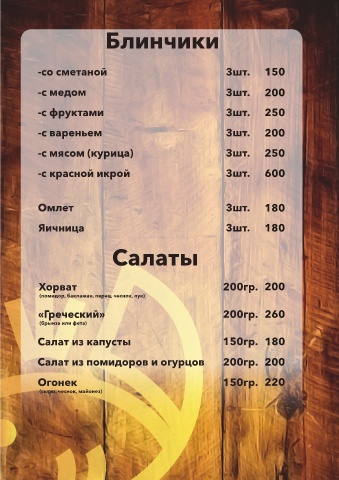 Блинчики
-со сметаной 3шт. 150
-с медом 3шт. 200
-с фруктами 3шт. 250
-с вареньем 3шт. 200
-с мясом (курица) 3шт. 250
-с красной икрой 3шт. 600
Омлет 3шт. 180
Яичница 3шт. 180
Салаты
Хорват 200гр. 200
(помидор, баклажан, перец, чеснок, лук)
«Греческий» 200гр. 260
(брынза или фета)
Салат из капусты 150гр. 180
Салат из помидоров и огурцов 200гр. 200
Огонек 150гр. 220
(сыр, чеснок, майонез)